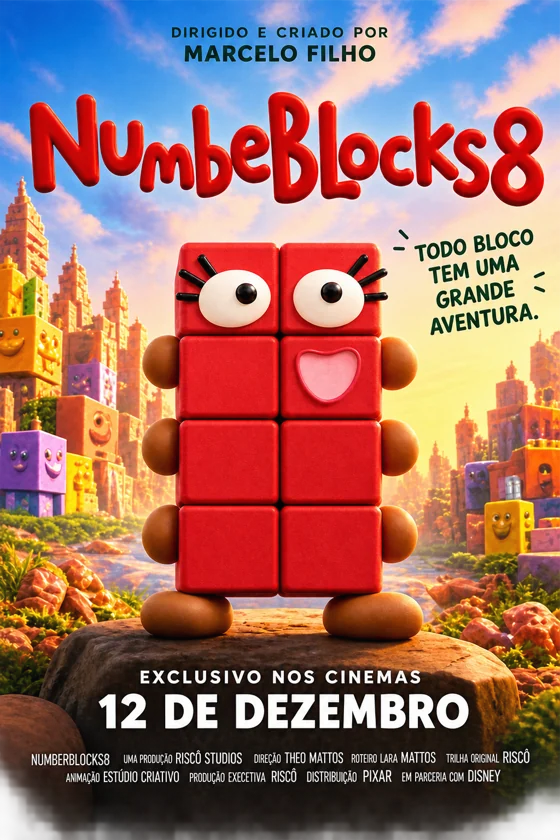 DIRIGIDO E CRIADO POR
MARCELO FILHO
NumbeBlocks8
TODO BLOCO
TEM UMA
GRANDE
AVENTURA.
EXCLUSIVO NOS CINEMAS
12 DE DEZEMBRO
NUMBERBLOCKS8 UMA PRODUÇÃO RISCÔ STUDIOS DIREÇÃO THEO MATTOS ROTEIRO LARA MATTOS TRILHA ORIGINAL RISCÔ
ANIMAÇÃO ESTÚDIO CRIATIVO PRODUÇÃO EXECETIVA RISCÔ DISTRIBUIÇÃO PIXAR EM PARCERIA COM DISNEY